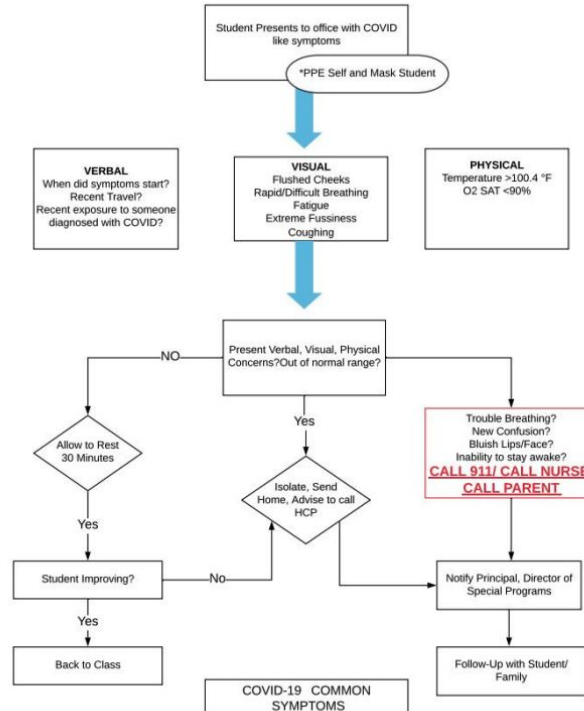 Student Presents to office with COVID
like symptoms
*PPE Self and Mask Student
VERBAL
When did symptoms start?
Recent Travel?
Recent exposure to someone
diagnosed with COVID?
VISUAL
Flushed Cheeks
Rapid/Difficult Breathing
Fatigue
Extreme Fussiness
Coughing
PHYSICAL
Temperature >100.4 °F
O2 SAT <90%
Present Verbal, Visual, Physical
Concerns?Out of normal range?
NO
Yes
Allow to Rest
30 Minutes
Isolate, Send
Home, Advise to call
HCP
Trouble Breathing?
New Confusion?
Bluish Lips/Face?
Inability to stay awake?
CALL 911/ CALL NURSE
CALL PARENT
Yes
Student Improving?
No
Notify Principal, Director of
Special Programs
Yes
Back to Class
Follow-Up with Student/
Family
COVID-19 COMMON
SYMPTOMS